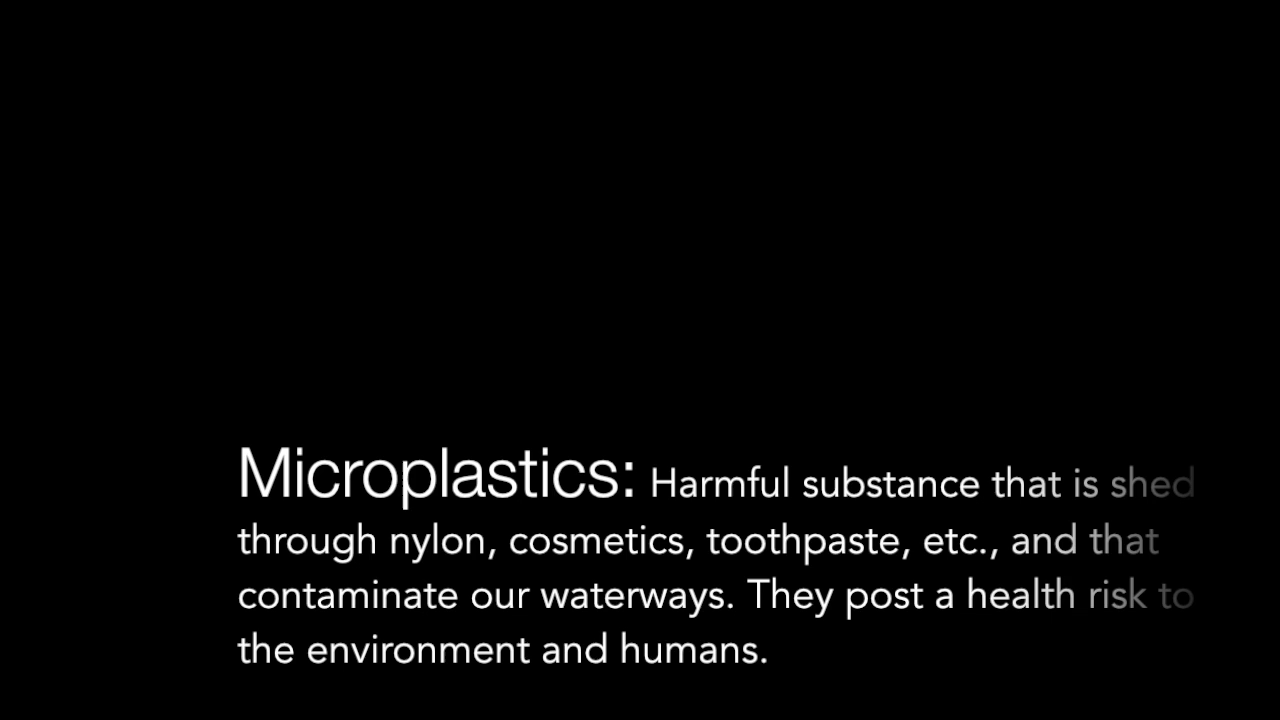 Microplastics: Harmful substance that is shed
through nylon, cosmetics, toothpaste, etc., and that
contaminate our waterways. They post a health risk to
the environment and humans.